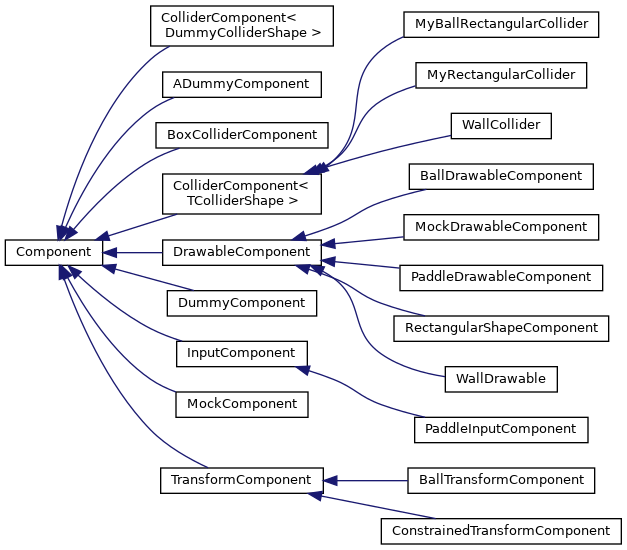 Component
ColliderComponent<
DummyColliderShape >
ADummyComponent
BoxColliderComponent
ColliderComponent<
TColliderShape >
DrawableComponent
DummyComponent
InputComponent
MockComponent
TransformComponent
MyBallRectangularCollider
MyRectangularCollider
WallCollider
BallDrawableComponent
MockDrawableComponent
PaddleDrawableComponent
RectangularShapeComponent
WallDrawable
PaddleInputComponent
BallTransformComponent
ConstrainedTransformComponent